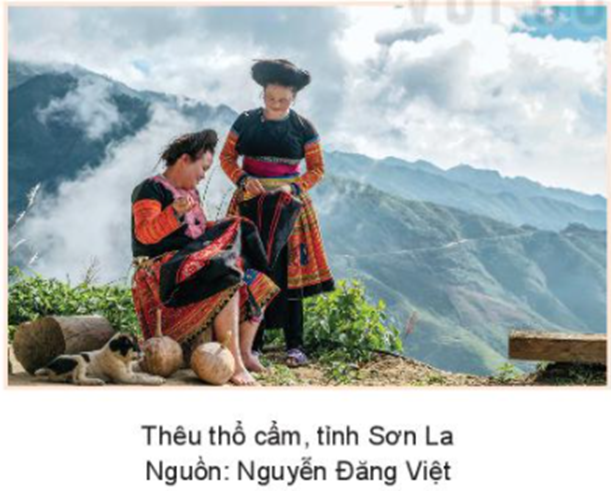 Thêu thổ cẩm, tỉnh Sơn La
Nguồn: Nguyễn Đăng Việt